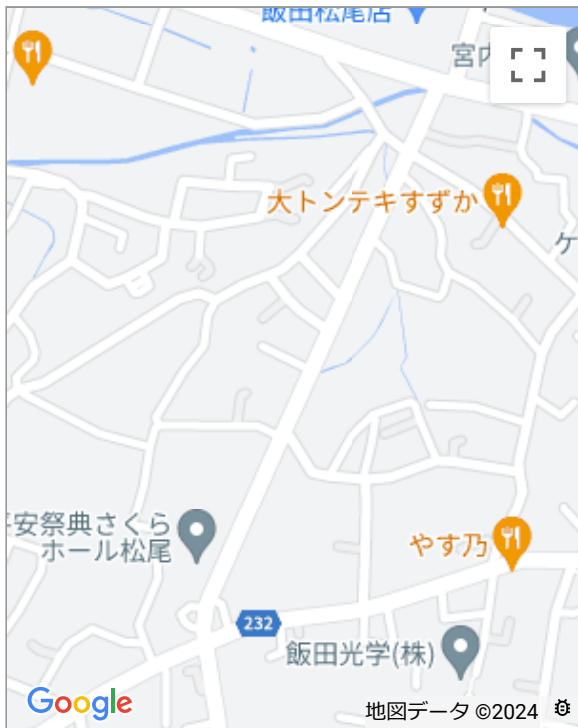 飯田松尾店
宮内
大トンテキすずか
ケ
平安祭典さくら
ホール松尾
やす乃
232
飯田光学(株)
Google
地図データ ©2024